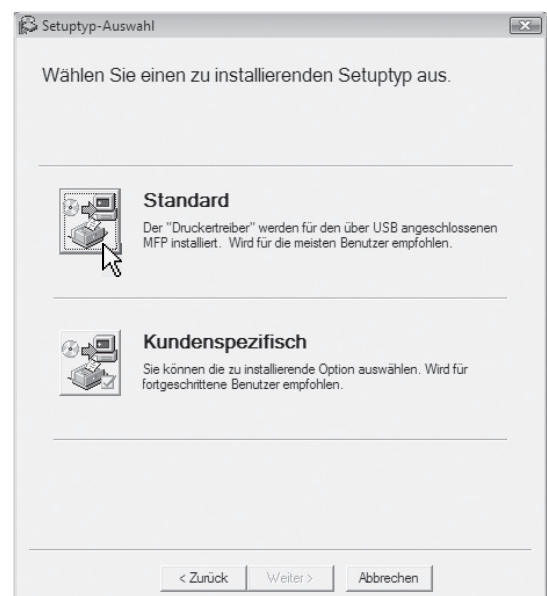 Setuptyp-Auswahl
Wählen Sie einen zu installierenden Setuptyp aus.
Standard
Der "Druckertreiber" werden für den über USB angeschlossenen
MFP installiert. Wird für die meisten Benutzer empfohlen.
Kundenspezifisch
Sie können die zu installierende Option auswählen. Wird für
fortgeschrittene Benutzer empfohlen.
< Zurück
Weiter >
Abbrechen